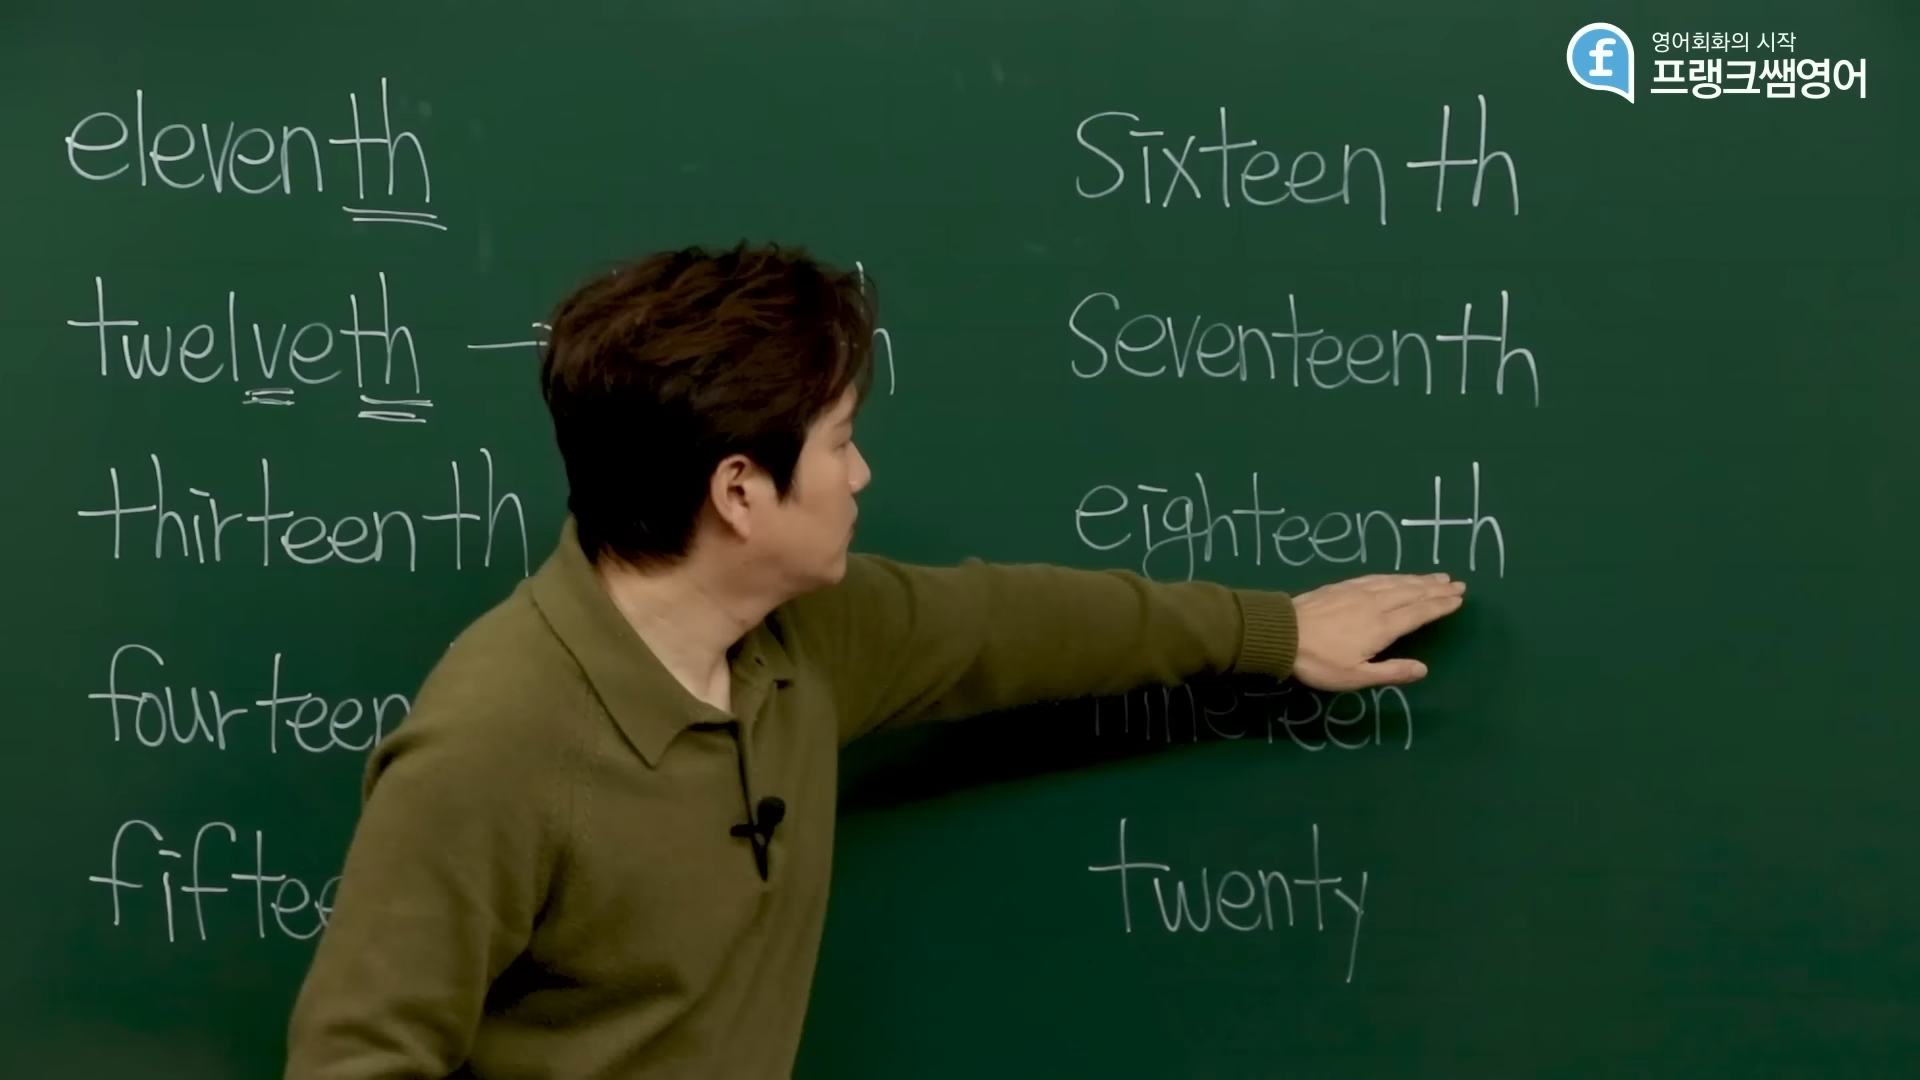 영어회화의 시작
프랭크쌤영어
eleventh
twelveth →
thirteenth
fourteen
fiftee
Sixteenth
Seventeenth
eighteenth
nineteen
twenty